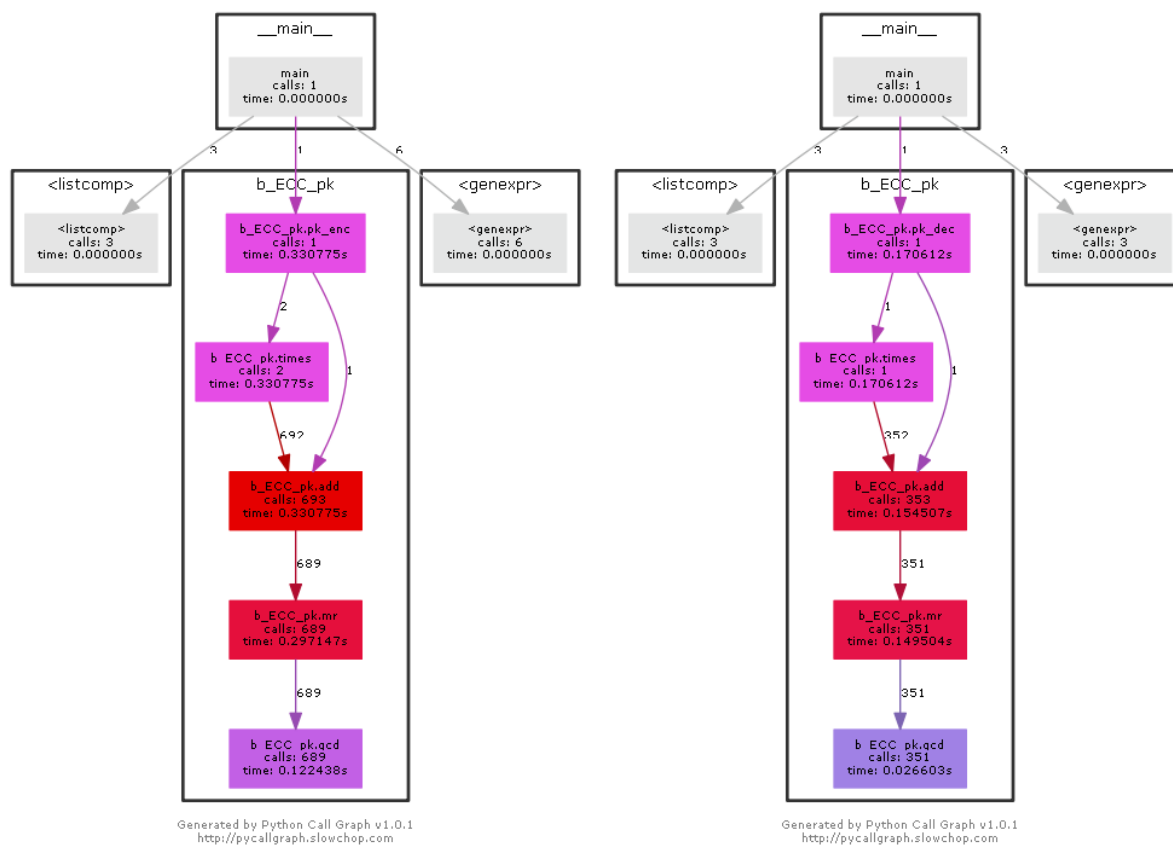 __main__
main
calls: 1
time: 0.000000s
3
1
6
<listcomp>
<listcomp>
calls: 3
time: 0.000000s
b_ECC_pk
b_ECC_pk.pk_enc
calls: 1
time: 0.330775s
<genexpr>
<genexpr>
calls: 6
time: 0.000000s
2
b_ECC_pk.times
calls: 2
time: 0.330775s
1
692
b_ECC_pk.add
calls: 693
time: 0.330775s
689
b_ECC_pk.mr
calls: 689
time: 0.297147s
689
b_ECC_pk.gcd
calls: 689
time: 0.122438s
Generated by Python Call Graph v1.0.1
http://pycallgraph.slowchop.com
__main__
main
calls: 1
time: 0.000000s
3
1
3
<listcomp>
<listcomp>
calls: 3
time: 0.000000s
b_ECC_pk
b_ECC_pk.pk_dec
calls: 1
time: 0.170612s
<genexpr>
<genexpr>
calls: 3
time: 0.000000s
1
b_ECC_pk.times
calls: 1
time: 0.170612s
1
352
b_ECC_pk.add
calls: 353
time: 0.154507s
351
b_ECC_pk.mr
calls: 351
time: 0.149504s
351
b_ECC_pk.gcd
calls: 351
time: 0.026603s
Generated by Python Call Graph v1.0.1
http://pycallgraph.slowchop.com